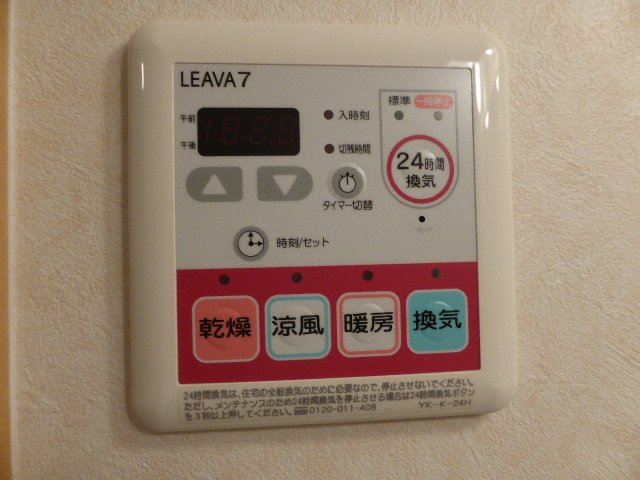 LEAVA7
標準 一時停止
午前
入時刻
午後
切残時間
24時間
換気
タイマー切替
リセット
時刻/セット
乾燥 涼風 暖房 換気
24時間換気は、住宅の全般換気のために必要なので、停止させないでください。
ただし、メンテナンスのため24時間換気を停止させる場合は24時間換気ボタン
を3秒以上押してください。 0120-011-408 YK-K-24H